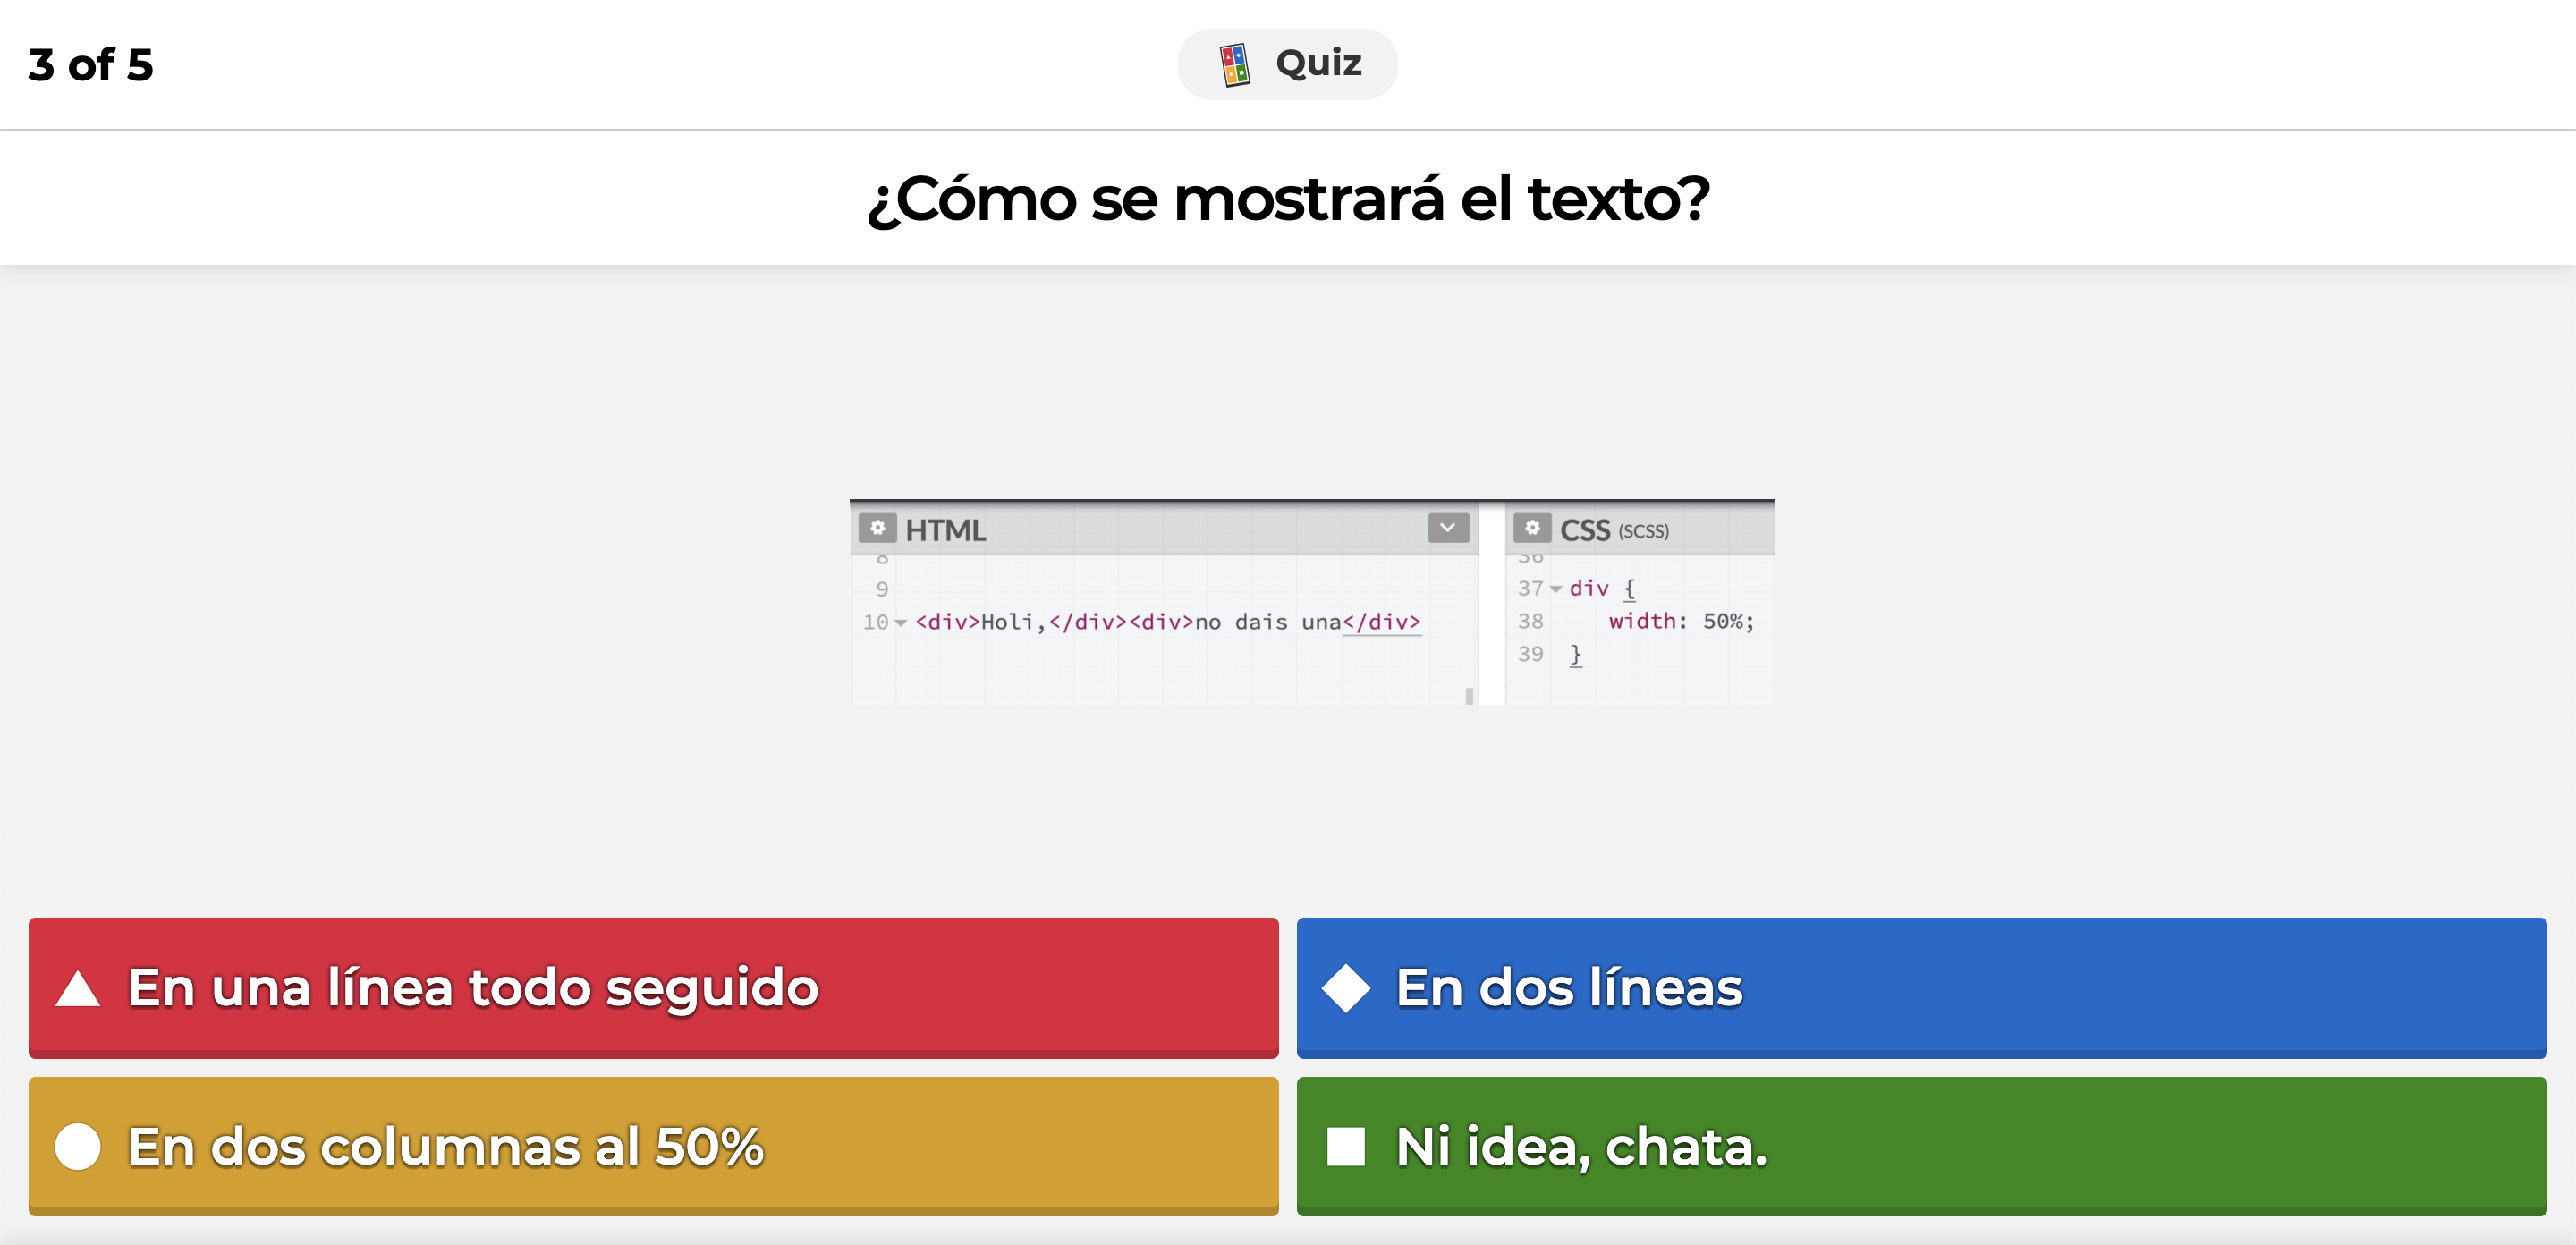 3 of 5
Quiz
¿Cómo se mostrará el texto?
HTML
8
9
10 <div>Holi,</div><div>no dais una</div>
CSS (SCSS)
36
37 div {
38 width: 50%;
39 }
En una línea todo seguido
En dos líneas
En dos columnas al 50%
Ni idea, chata.